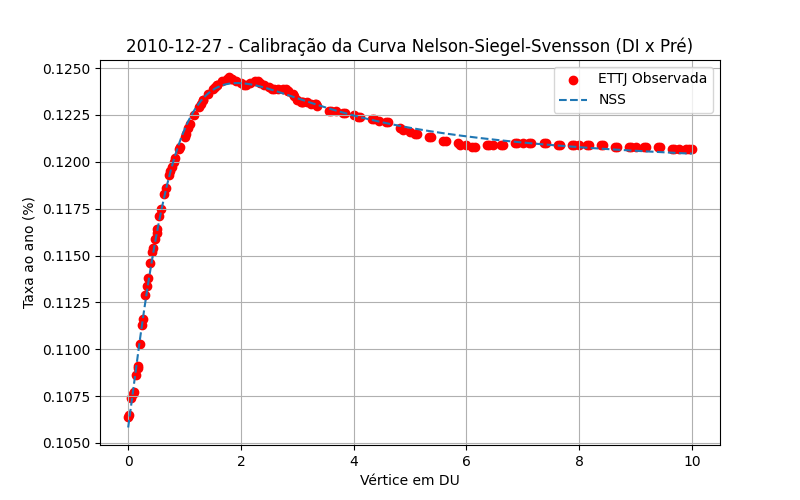 2010-12-27 - Calibração da Curva Nelson-Siegel-Svensson (DI x Pré)
ETTJ Observada
NSS
Taxa ao ano (%)
0.1250
0.1225
0.1200
0.1175
0.1150
0.1125
0.1100
0.1075
0.1050
0 2 4 6 8 10
Vértice em DU